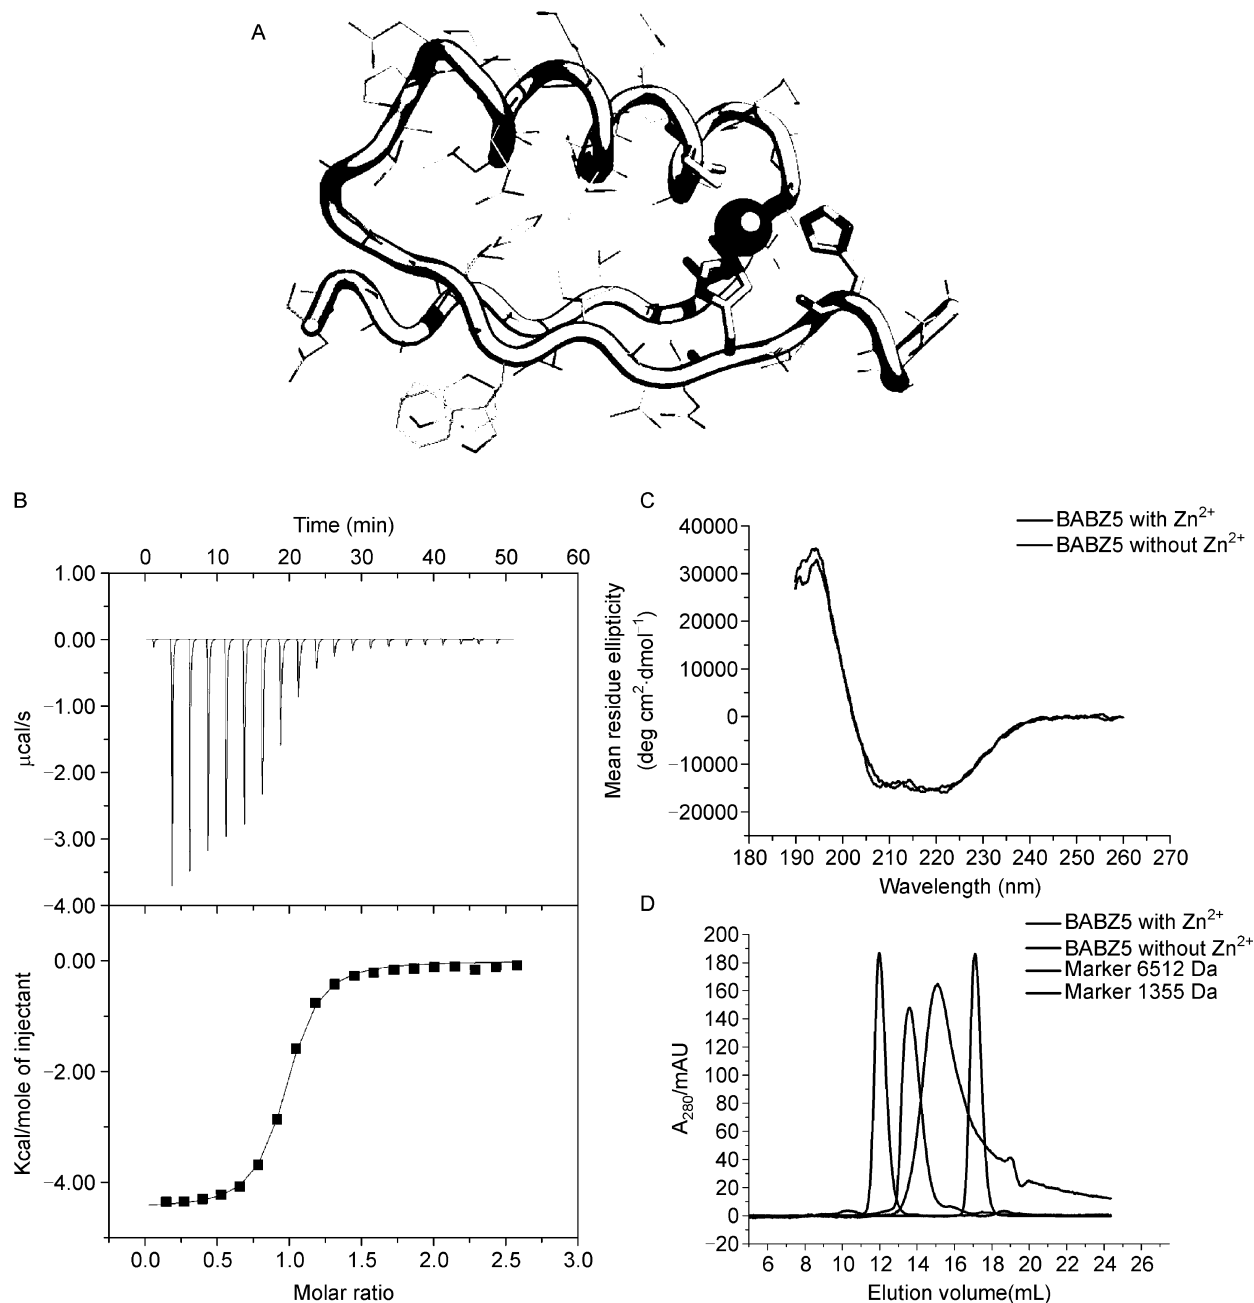 A
B
Time (min)
0 10 20 30 40 50 60
1.00
0.00
−1.00
−2.00
−3.00
−4.00
μcal/s
0.00
−2.00
−4.00
Kcal/mole of injectant
0.0 0.5 1.0 1.5 2.0 2.5 3.0
Molar ratio
C
BABZ5 with Zn2+
BABZ5 without Zn2+
40000
30000
20000
10000
0
−10000
−20000
Mean residue ellipticity
(deg cm2·dmol−1)
180 190 200 210 220 230 240 250 260 270
Wavelength (nm)
D
BABZ5 with Zn2+
BABZ5 without Zn2+
Marker 6512 Da
Marker 1355 Da
200
180
160
140
120
100
80
60
40
20
0
−20
A280/mAU
6 8 10 12 14 16 18 20 22 24 26
Elution volume(mL)